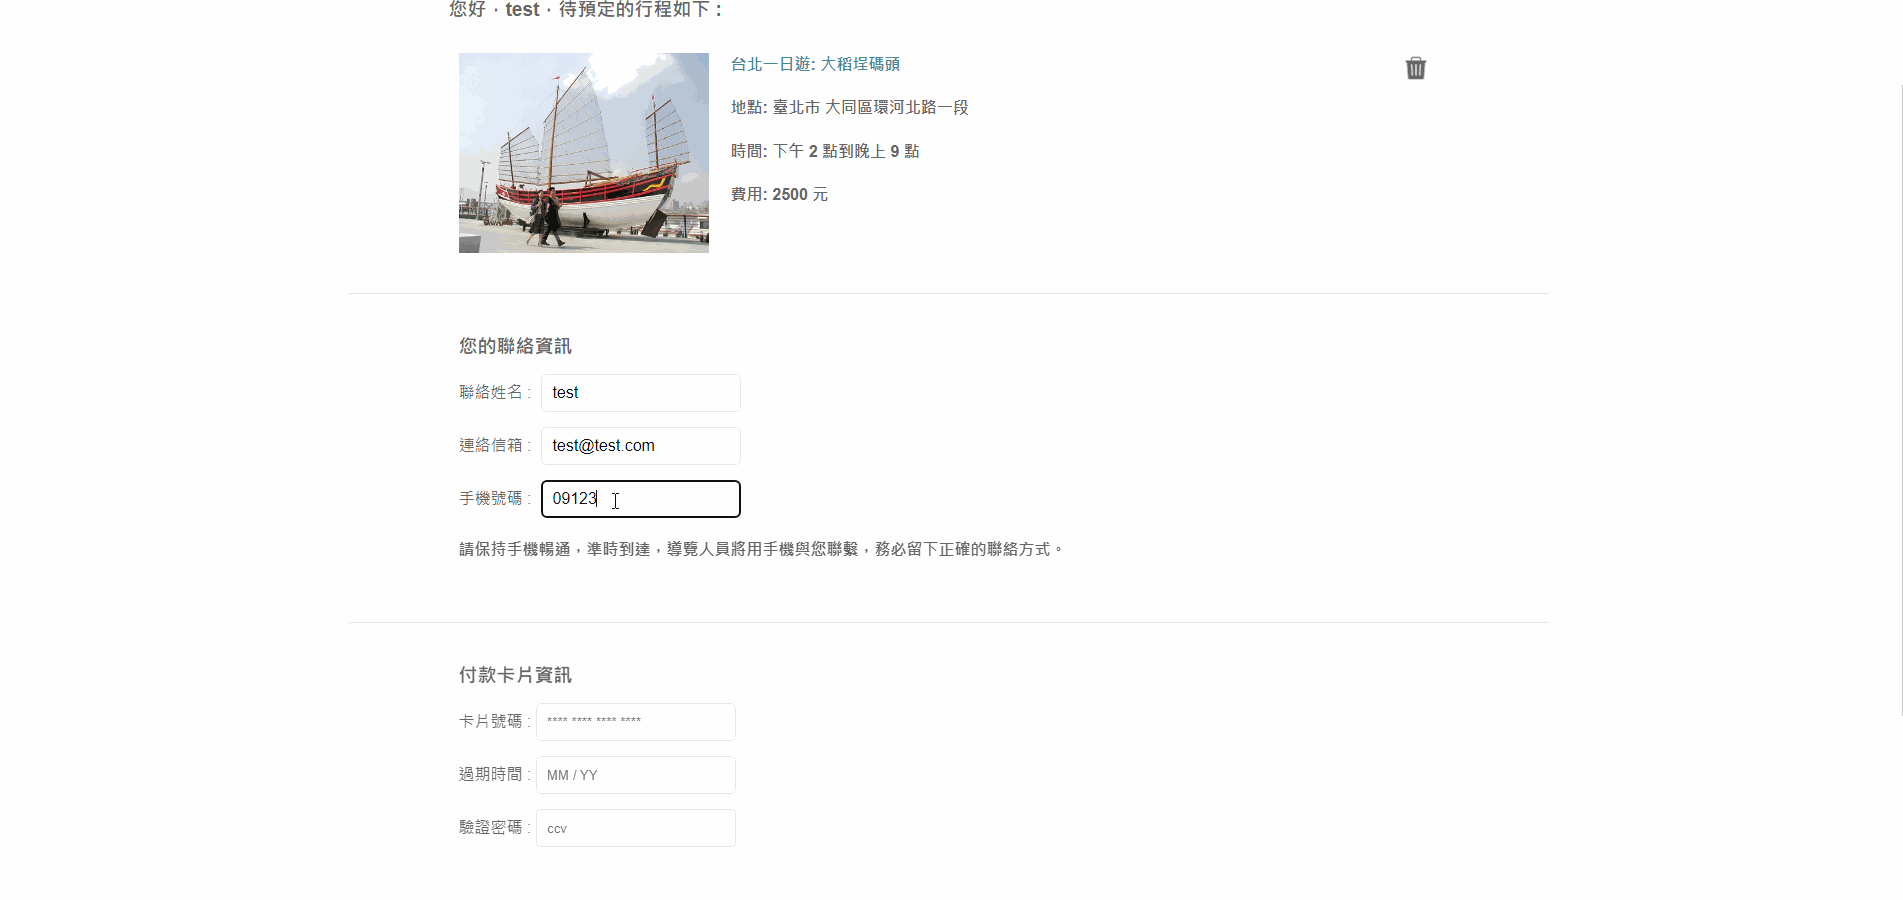 您好，test，待預定的行程如下：
台北一日遊: 大稻埕碼頭
地點: 臺北市 大同區環河北路一段
時間: 下午 2 點到晚上 9 點
費用: 2500 元
您的聯絡資訊
聯絡姓名 : test
連絡信箱 : test@test.com
手機號碼 : 09123
請保持手機暢通，準時到達，導覽人員將用手機與您聯繫，務必留下正確的聯絡方式。
付款卡片資訊
卡片號碼 : **** **** **** ****
過期時間 : MM / YY
驗證密碼 : ccv